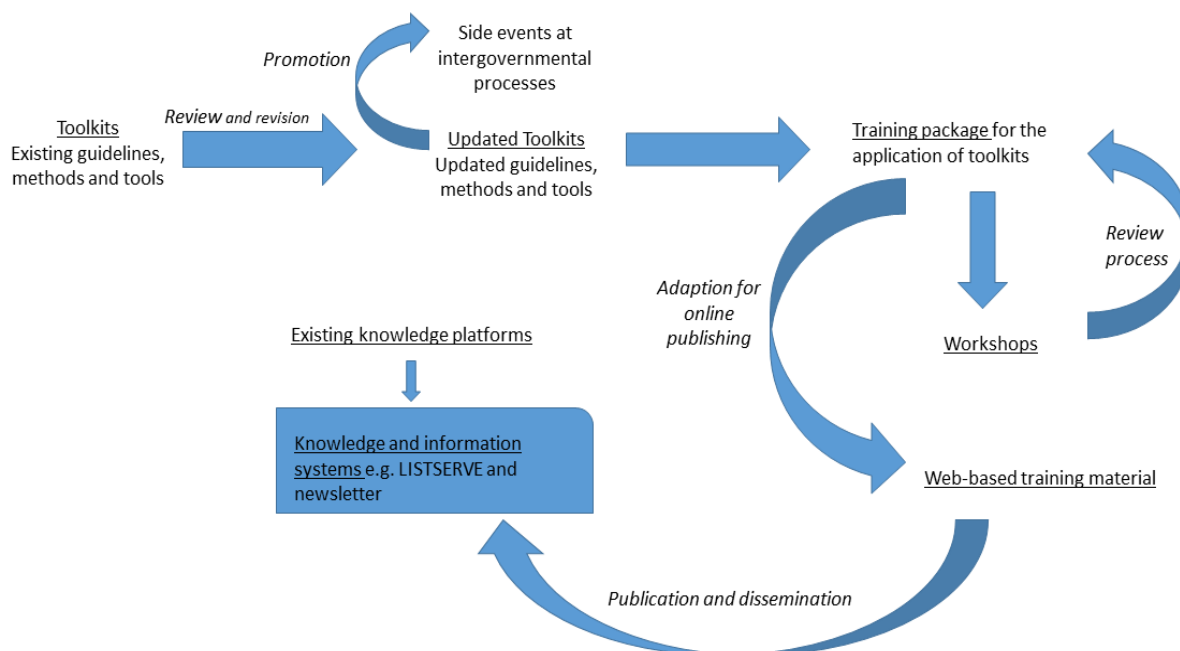 Side events at
intergovernmental
processes
Promotion
Review and revision
Toolkits
Existing guidelines,
methods and tools
Updated Toolkits
Updated guidelines,
methods and tools
Training package for the
application of toolkits
Review
process
Adaption for
online
publishing
Workshops
Existing knowledge platforms
Knowledge and information
systems e.g. LISTSERVE and
newsletter
Web-based training material
Publication and dissemination